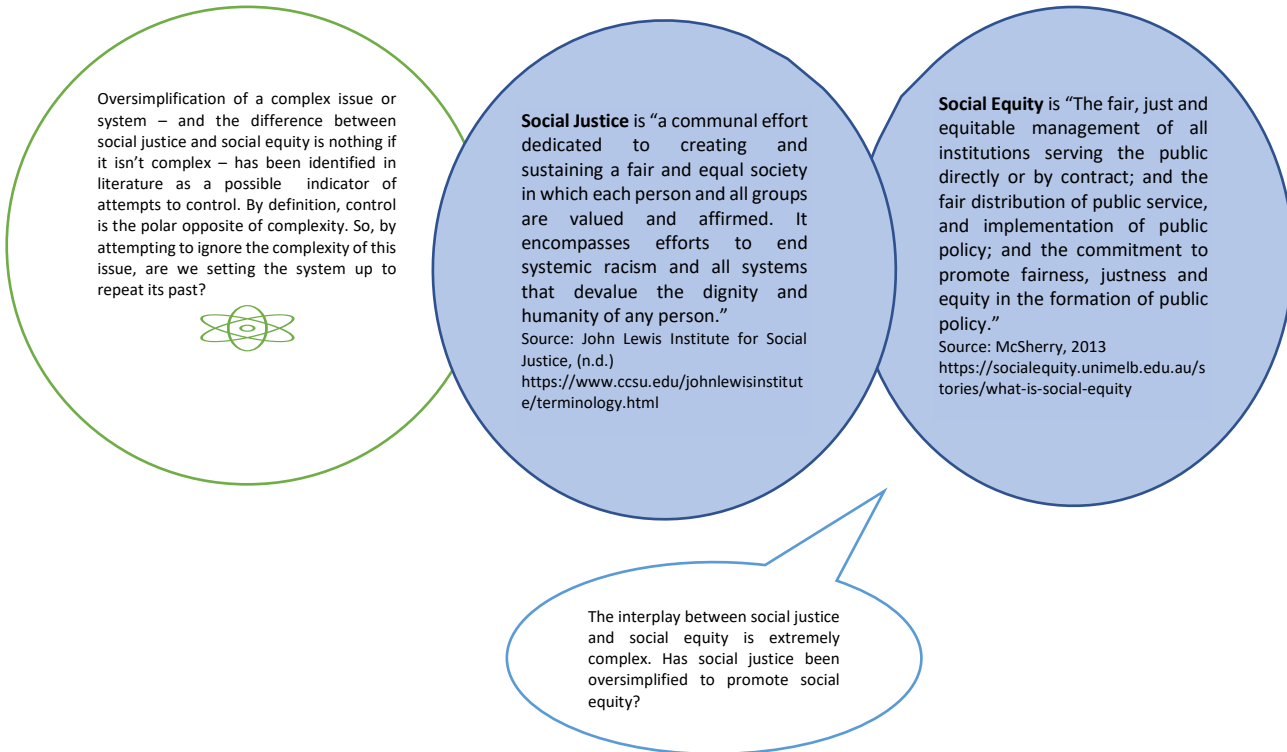 Oversimplification of a complex issue or
system – and the difference between
social justice and social equity is nothing if
it isn't complex – has been identified in
literature as a possible indicator of
attempts to control. By definition, control
is the polar opposite of complexity. So, by
attempting to ignore the complexity of this
issue, are we setting the system up to
repeat its past?
Social Justice is “a communal effort
dedicated to creating and
sustaining a fair and equal society
in which each person and all groups
are valued and affirmed. It
encompasses efforts to end
systemic racism and all systems
that devalue the dignity and
humanity of any person.”
Source: John Lewis Institute for Social
Justice, (n.d.)
https://www.ccsu.edu/johnlewisinstitut
e/terminology.html
Social Equity is “The fair, just and
equitable management of all
institutions serving the public
directly or by contract; and the
fair distribution of public service,
and implementation of public
policy; and the commitment to
promote fairness, justness and
equity in the formation of public
policy.”
Source: McSherry, 2013
https://socialequity.unimelb.edu.au/s
tories/what-is-social-equity
The interplay between social justice
and social equity is extremely
complex. Has social justice been
oversimplified to promote social
equity?